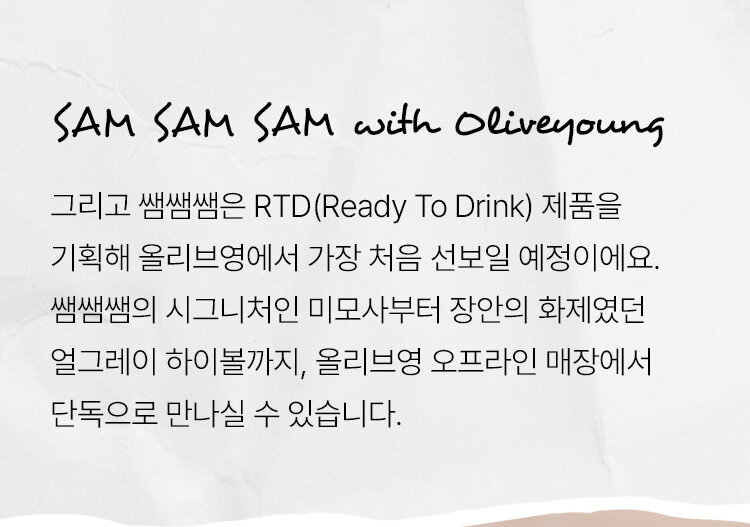 SAM SAM SAM with Oliveyoung
그리고 쌤쌤쌤은 RTD(Ready To Drink) 제품을
기획해 올리브영에서 가장 처음 선보일 예정이에요.
쌤쌤쌤의 시그니처인 미모사부터 장안의 화제였던
얼그레이 하이볼까지, 올리브영 오프라인 매장에서
단독으로 만나실 수 있습니다.